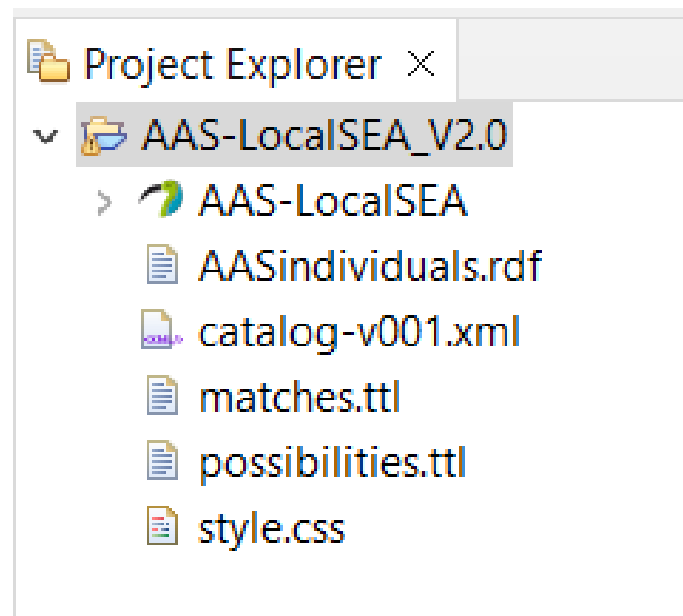 Project Explorer
AAS-LocalSEA_V2.0
AAS-LocalSEA
AASindividuals.rdf
catalog-v001.xml
matches.ttl
possibilities.ttl
style.css